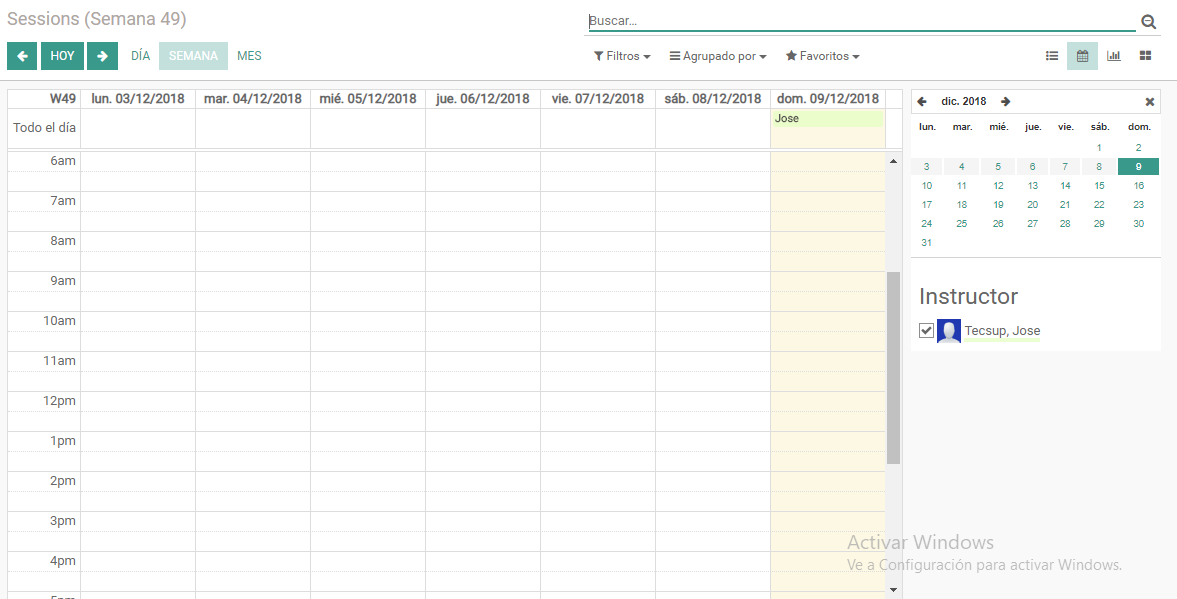 Sessions (Semana 49)
Buscar...
HOY DÍA SEMANA MES
Filtros Agrupado por Favoritos
W49 lun. 03/12/2018 mar. 04/12/2018 mié. 05/12/2018 jue. 06/12/2018 vie. 07/12/2018 sáb. 08/12/2018 dom. 09/12/2018
Todo el día Jose
6am
7am
8am
9am
10am
11am
12pm
1pm
2pm
3pm
4pm
5pm
dic. 2018
lun. mar. mié. jue. vie. sáb. dom.
1 2
3 4 5 6 7 8 9
10 11 12 13 14 15 16
17 18 19 20 21 22 23
24 25 26 27 28 29 30
31
Instructor
Tecsup, Jose
Activar Windows
Ve a Configuración para activar Windows.